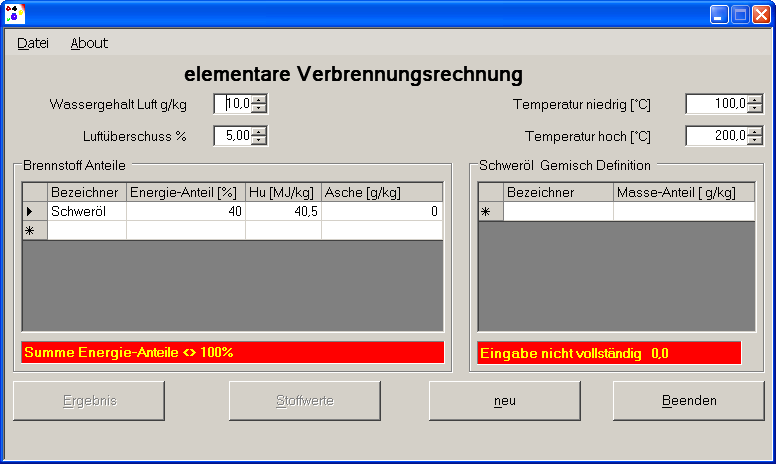 Datei About
elementare Verbrennungsrechnung
Wassergehalt Luft g/kg 10,0 Temperatur niedrig [°C] 100,0
Luftüberschuss % 5,00 Temperatur hoch [°C] 200,0
Brennstoff Anteile Schweröl Gemisch Definition
Bezeichner Energie-Anteil [%] Hu [MJ/kg] Asche [g/kg] Bezeichner Masse-Anteil [ g/kg]
Schweröl 40 40,5 0
Summe Energie-Anteile <> 100% Eingabe nicht vollständig 0,0
Ergebnis Stoffwerte neu Beenden